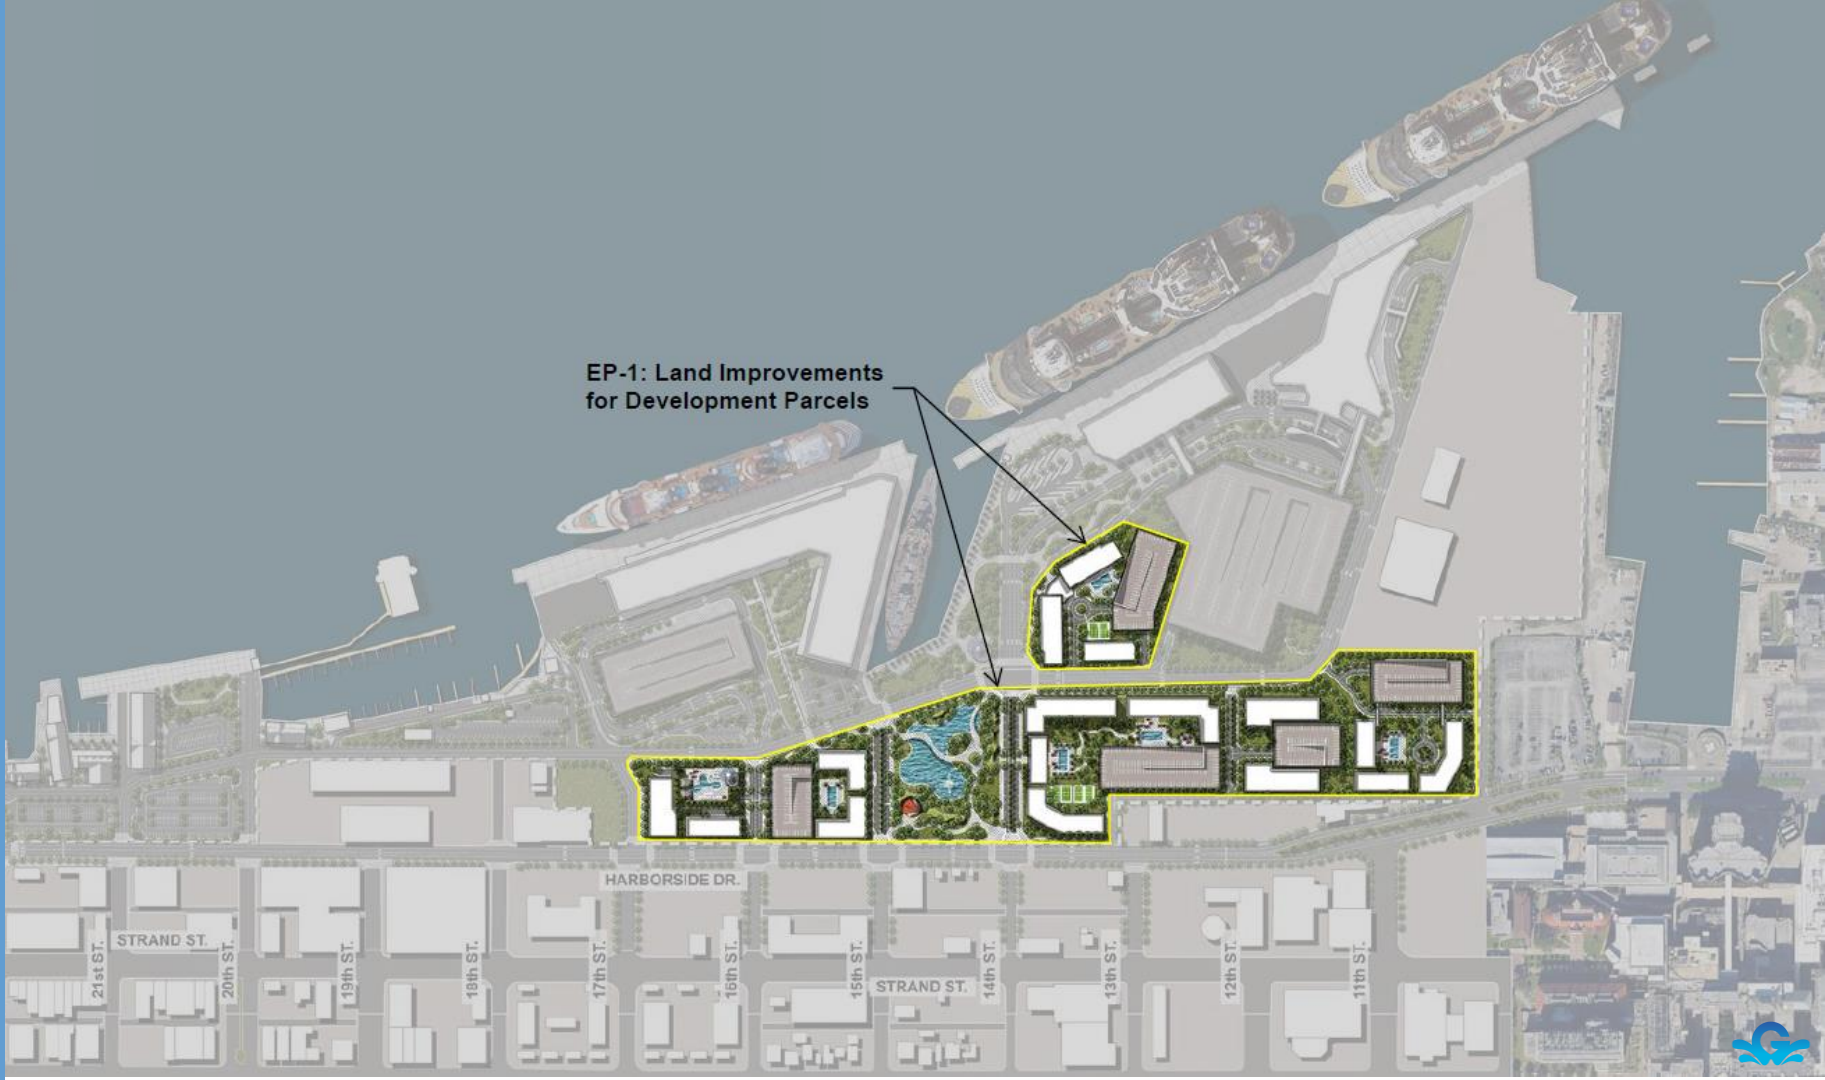 EP-1: Land Improvements
for Development Parcels
HARBORSIDE DR.
STRAND ST.
STRAND ST.
21st ST.
20th ST.
19th ST.
18th ST.
17th ST.
16th ST.
15th ST.
14th ST.
13th ST.
12th ST.
11th ST.